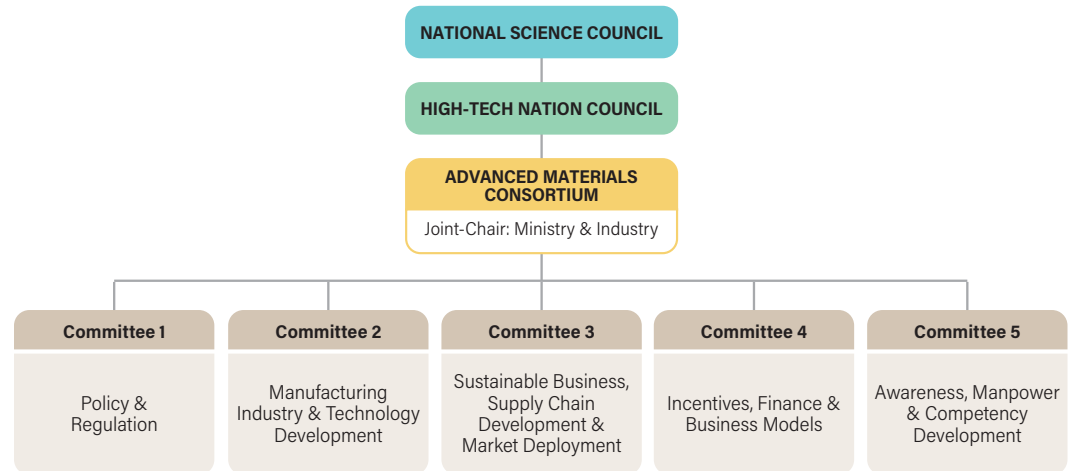 NATIONAL SCIENCE COUNCIL
HIGH-TECH NATION COUNCIL
ADVANCED MATERIALS
CONSORTIUM
Joint-Chair: Ministry & Industry
Committee 1
Policy &
Regulation
Committee 2
Manufacturing
Industry & Technology
Development
Committee 3
Sustainable Business,
Supply Chain
Development &
Market Deployment
Committee 4
Incentives, Finance &
Business Models
Committee 5
Awareness, Manpower
& Competency
Development